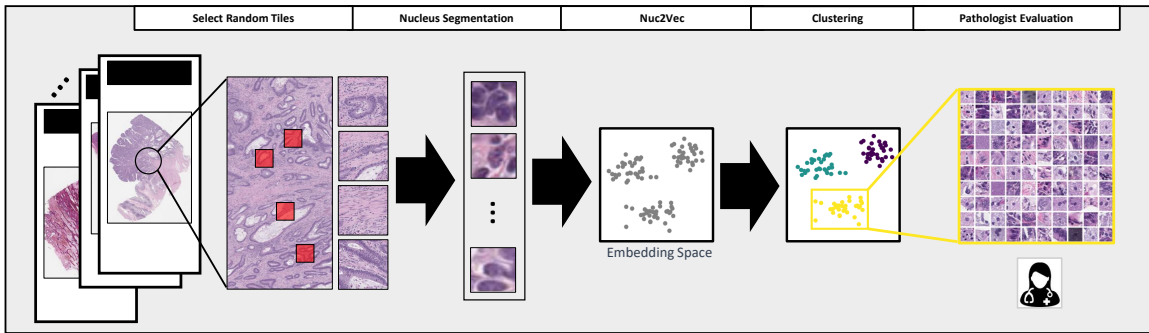 Select Random Tiles
Nucleus Segmentation
Nuc2Vec
Clustering
Pathologist Evaluation
Embedding Space